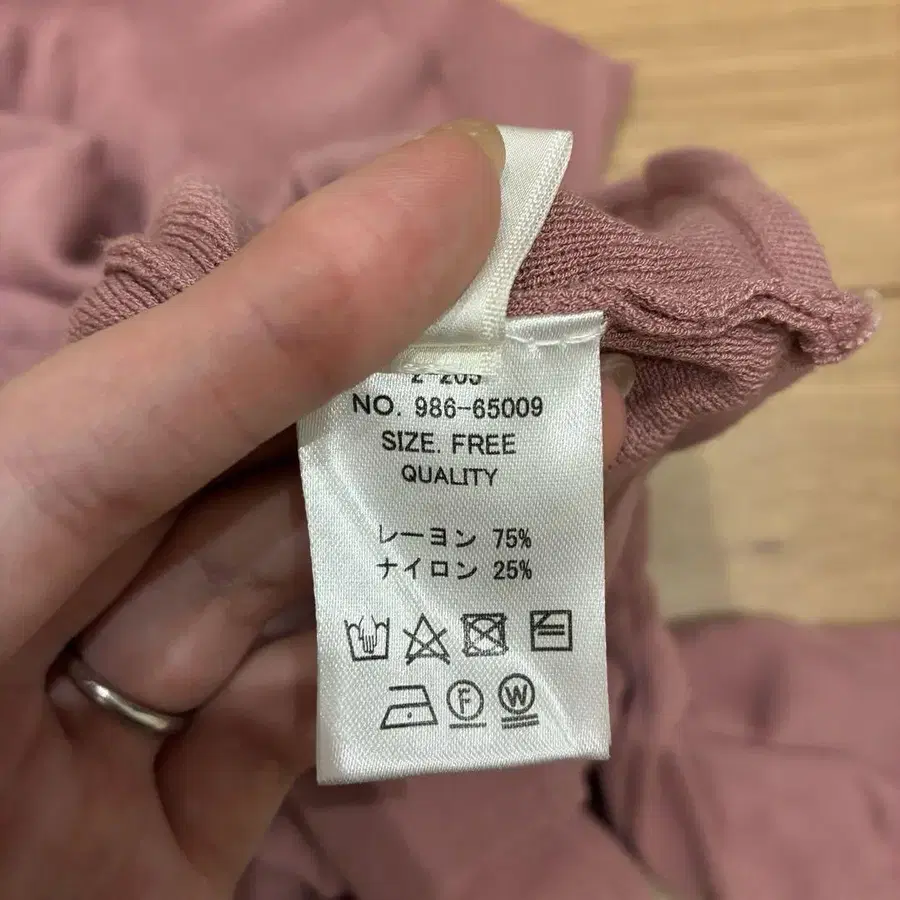 NO. 986-65009
SIZE. FREE
QUALITY
レーヨン 75%
ナイロン 25%
F W